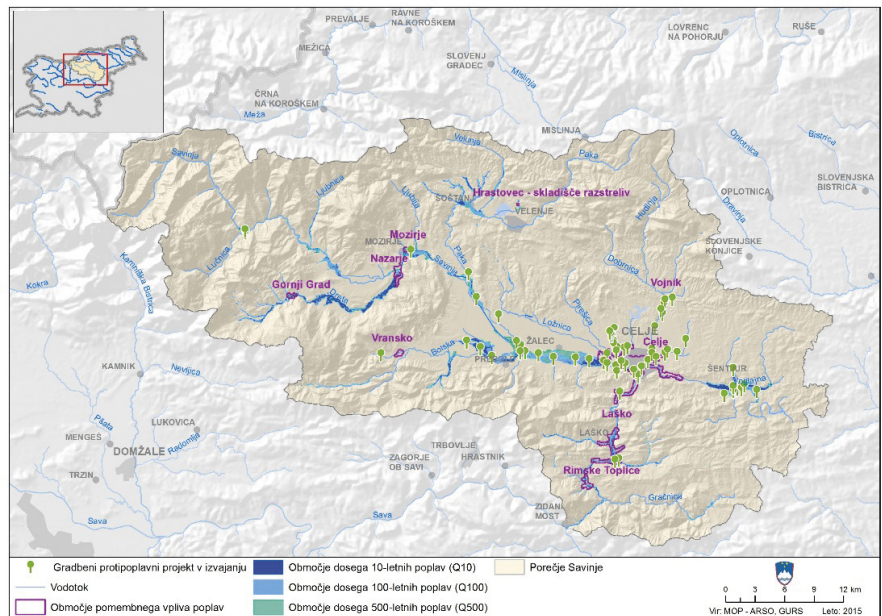 PREVALJE
RAVNE
NA KOROŠKEM
MEŽICA
SLOVENJ
GRADEC
LOVRENC
NA POHORJU
RUŠE
ČRNA
NA KOROŠKEM
Meža
Mislinja
MISLINJA
Oplotnica
Bistrica
SLOVENJSKA
BISTRICA
OPLOTNICA
Dravinja
SLOVENJSKE
KONJICE
Savinja
Ljubnica
Ljubija
Velunja
Paka
Hudinja
Hrastovec - skladišče razstreliv
ŠOŠTANJ
VELENJE
Lučnica
MOZIRJE
Mozirje
Nazarje
Savinja
Paka
Dobrnica
Vojnik
Kokra
Kamniška Bistrica
Gornji Grad
Dreta
Pirešica
Ložnica
CELJE
Celje
Vransko
Bolska
ŽALEC
ŠENTJUR
KAMNIK
Nevljica
Laško
LAŠKO
Pšata
LUKOVICA
MENGEŠ
Radomlja
DOMŽALE
TRZIN
TRBOVLJE
ZAGORJE
OB SAVI
HRASTNIK
Rimske Toplice
ZIDANI
MOST
Gračnica
Sava
Sava
Gradbeni protipoplavni projekt v izvajanju
Vodotok
Območje pomembnega vpliva poplav
Območje dosega 10-letnih poplav (Q10)
Območje dosega 100-letnih poplav (Q100)
Območje dosega 500-letnih poplav (Q500)
Porečje Savinje
0 3 6 9 12 km
Vir: MOP - ARSO, GURS Leto: 2015